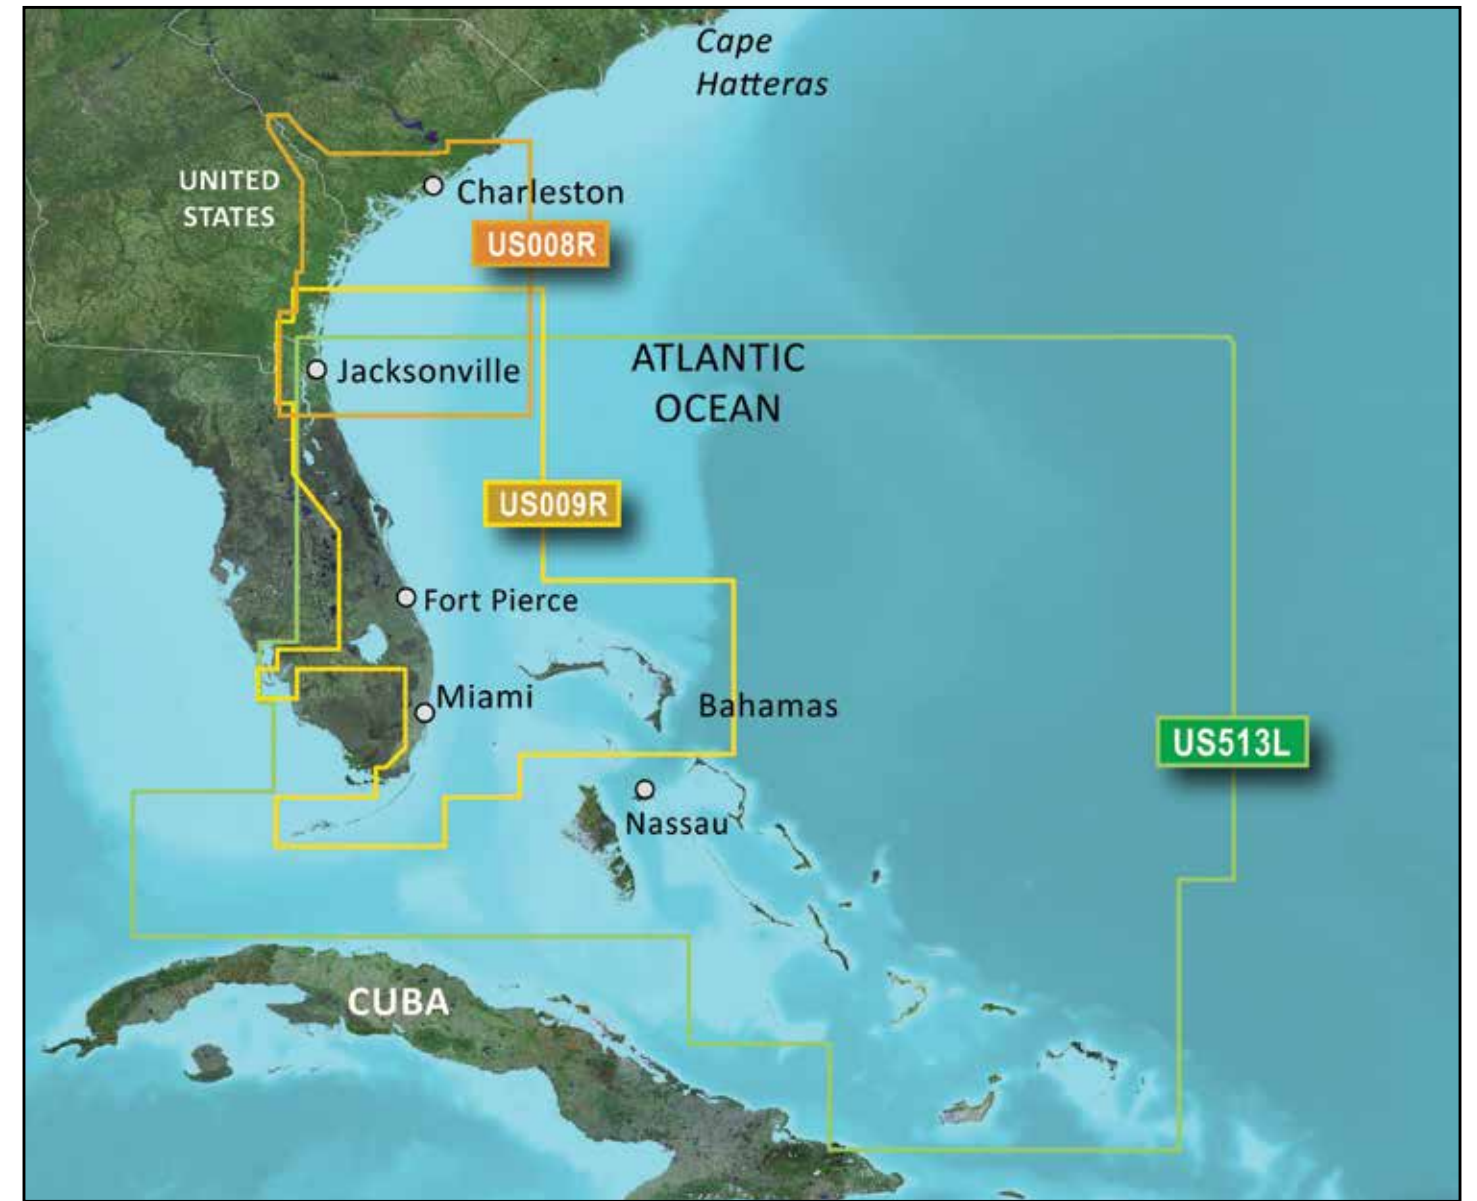 Cape
Hatteras
UNITED
STATES
Charleston
US008R
Jacksonville
ATLANTIC
OCEAN
US009R
Fort Pierce
Miami
Bahamas
US513L
Nassau
CUBA